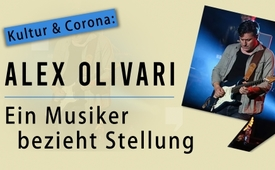 Kultur & Corona:
ALEX OLIVARI
Ein Musiker
bezieht Stellung